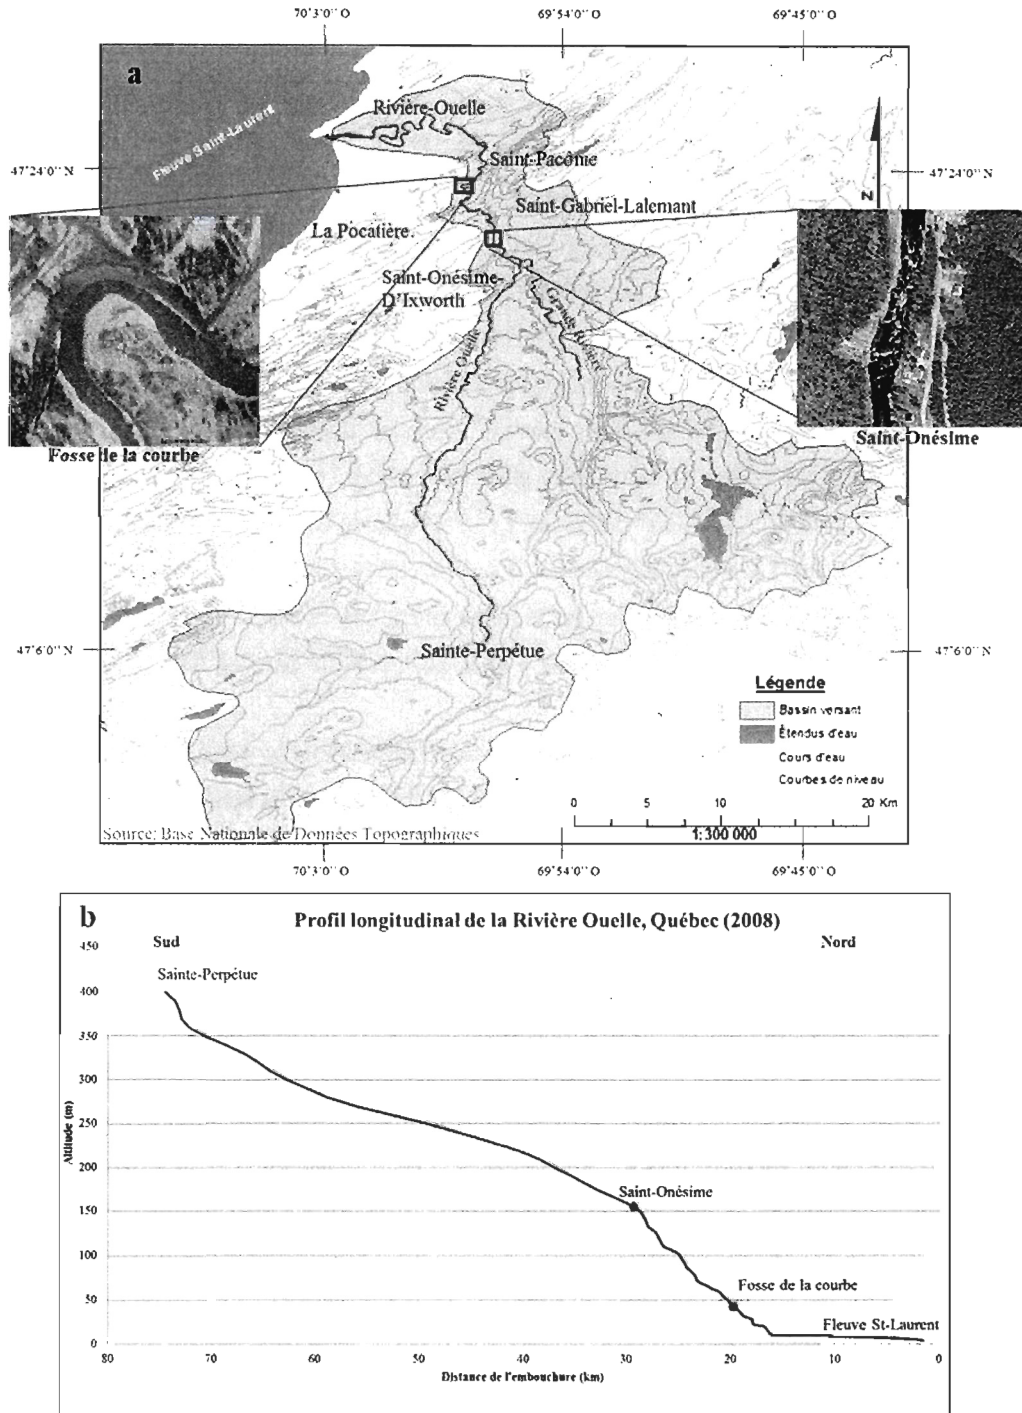 70°3'0'' O
69°54'0'' O
69°45'0'' O
a
Rivière-Ouelle
Fleuve Saint-Laurent
Saint-Pacôme
47°24'0'' N
47°24'0'' N
Saint-Gabriel-Lalemant
N
La Pocatière
Saint-Onésime-
D'Ixworth
Grande Rivière
Rivière Ouelle
Fosse de la courbe
Saint-Onésime
47°6'0'' N
Sainte-Perpétue
47°6'0'' N
Légende
Bassin versant
Étendus d'eau
Cours d'eau
Courbes de niveau
0 5 10 20 Km
1:300 000
Source: Base Nationale de Données Topographiques
70°3'0'' O
69°54'0'' O
69°45'0'' O
b
Profil longitudinal de la Rivière Ouelle, Québec (2008)
Sud
Nord
450
Sainte-Perpétue
400
350
300
250
Altitude (m)
200
Saint-Onésime
150
100
Fosse de la courbe
50
Fleuve St-Laurent
0
80 70 60 50 40 30 20 10 0
Distance de l'embouchure (km)